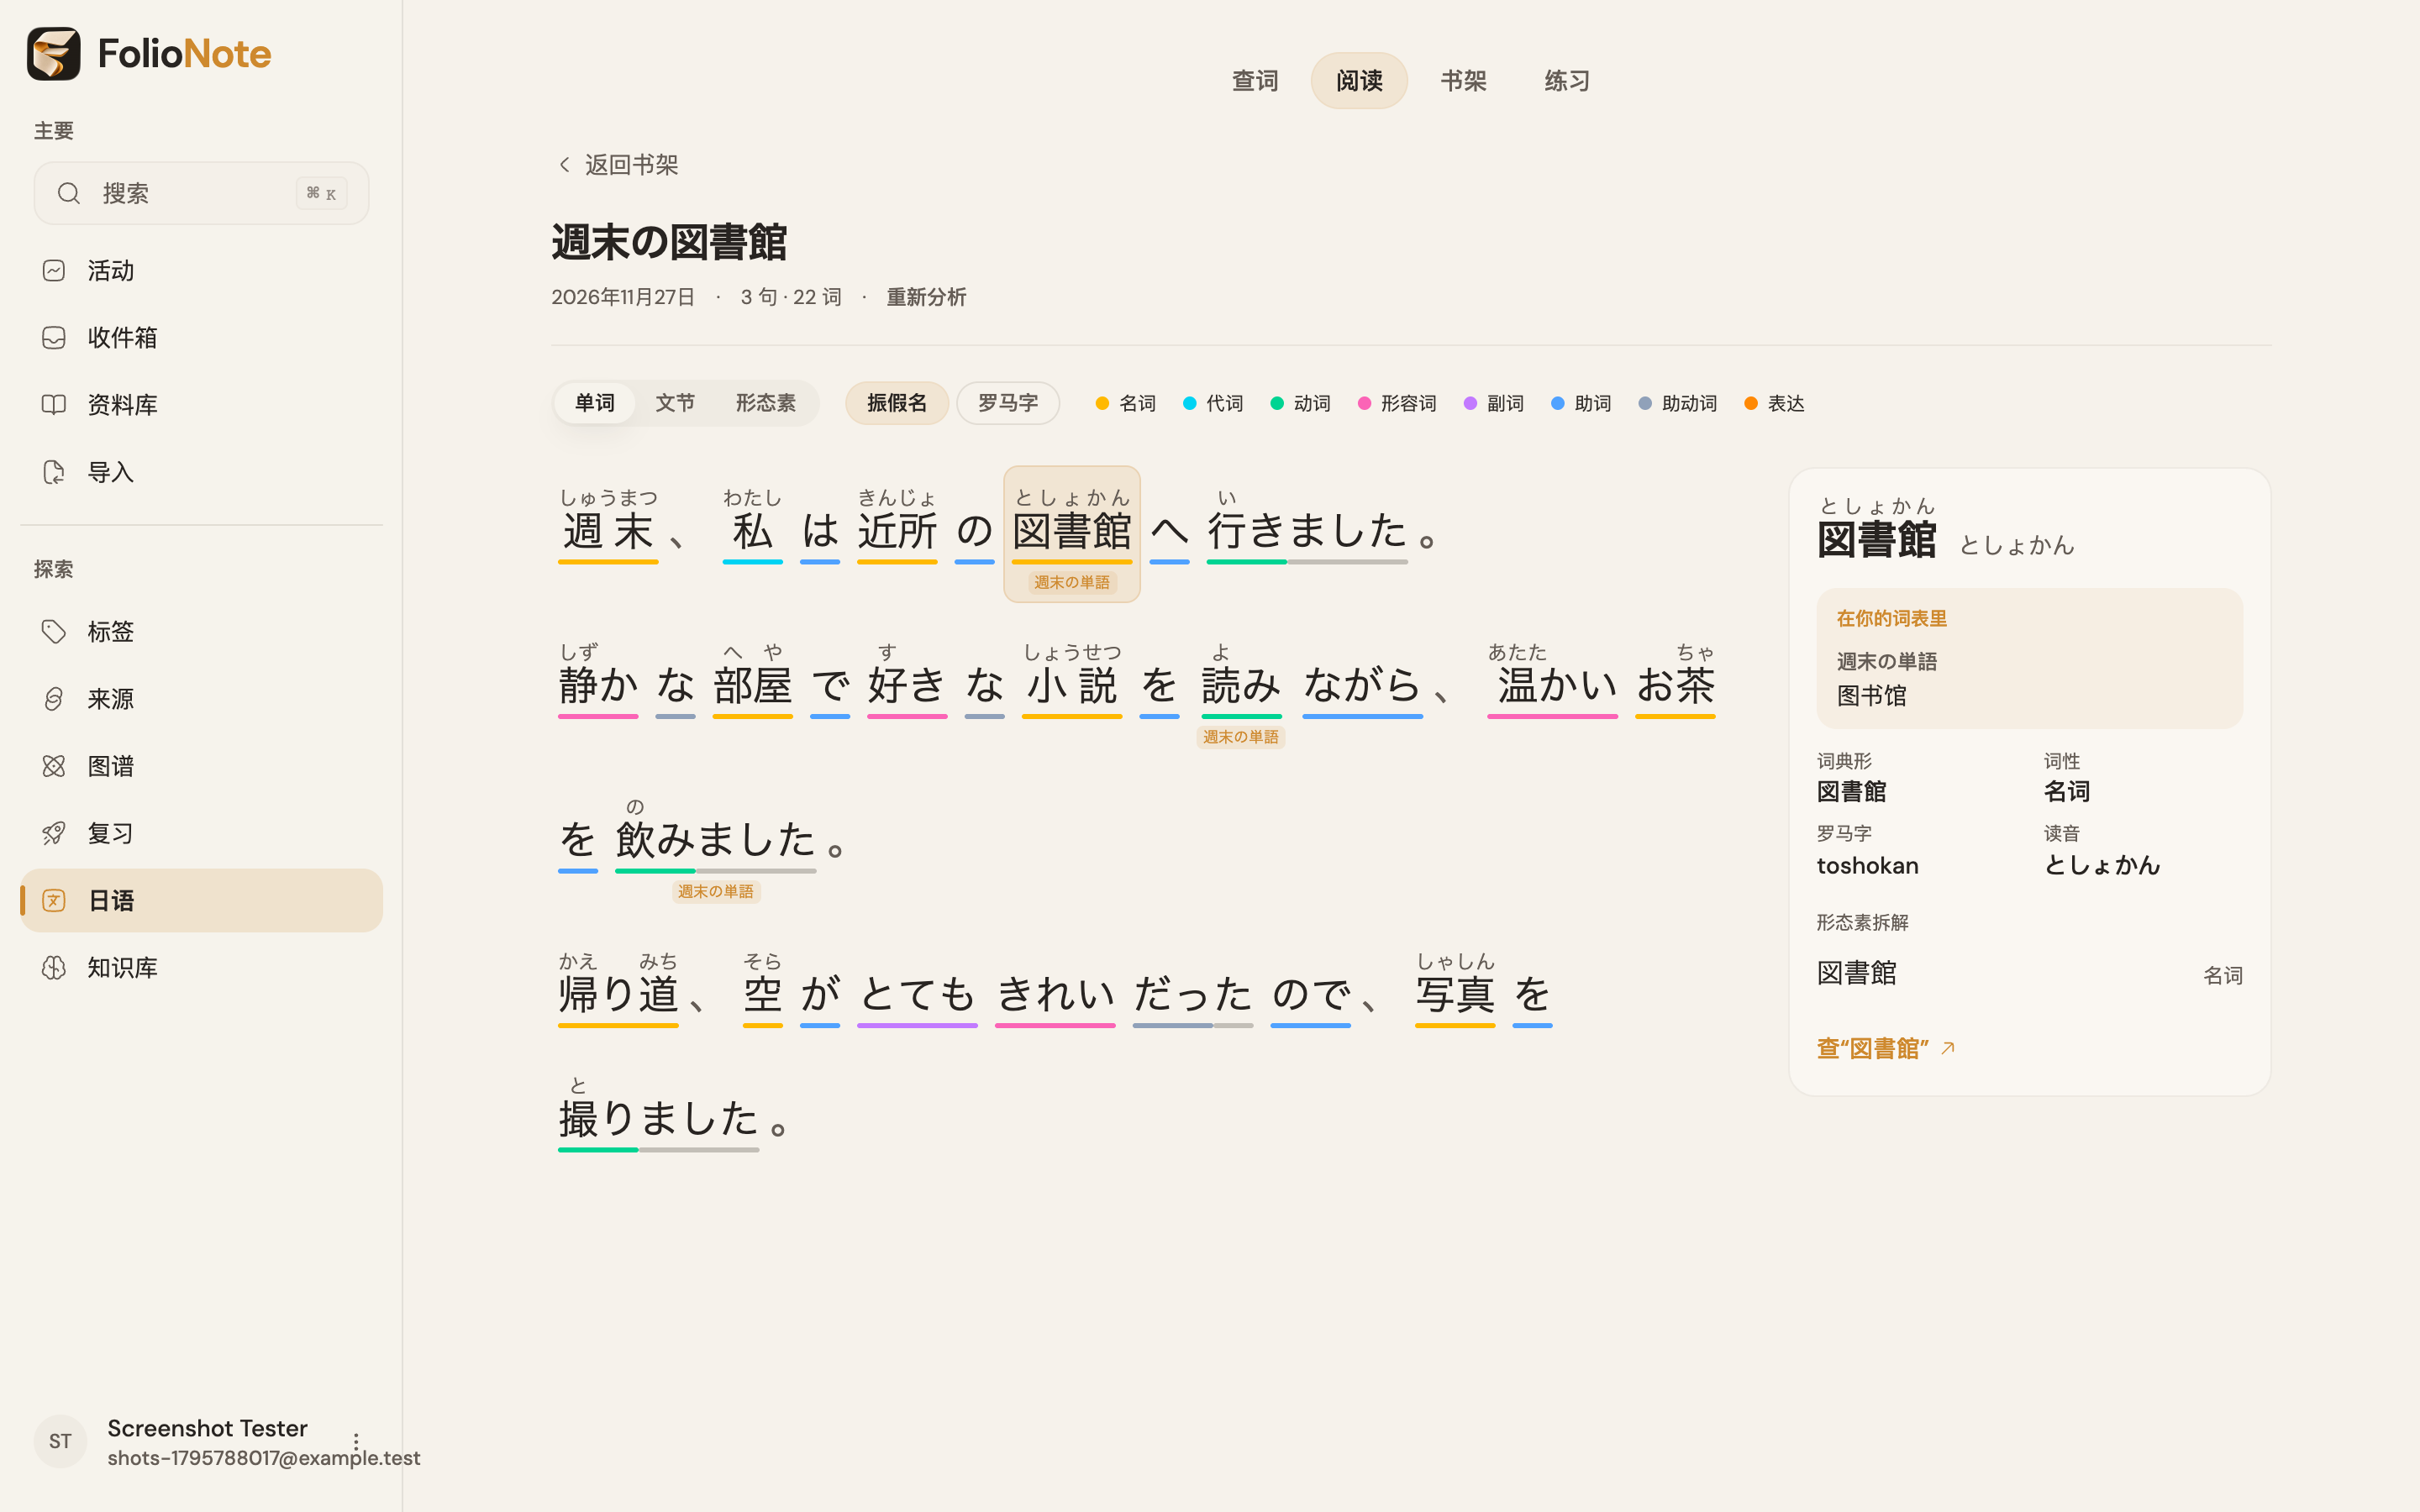 FolioNote
主要
搜索 ⌘ K
活动
收件箱
资料库
导入
探索
标签
来源
图谱
复习
日语
知识库
ST
Screenshot Tester
shots-1795788017@example.test
查词 阅读 书架 练习
返回书架
週末の図書館
2026年11月27日 · 3 句 · 22 词 · 重新分析
单词 文节 形态素 振假名 罗马字 名词 代词 动词 形容词 副词 助词 助动词 表达
しゅうまつ わたし きんじょ としょかん い
週末、 私 は 近所 の 図書館 へ 行きました。
週末の単語
しず へや す しょうせつ よ あたた ちゃ
静か な 部屋 で 好き な 小説 を 読み ながら、 温かい お茶
週末の単語
の
を 飲みました。
週末の単語
かえ みち そら しゃしん
帰り道、 空 が とても きれい だった ので、 写真 を
と
撮りました。
としょかん
図書館 としょかん
在你的词表里
週末の単語
图书馆
词典形 词性
図書館 名词
罗马字 读音
toshokan としょかん
形态素拆解
図書館 名词
查“図書館”